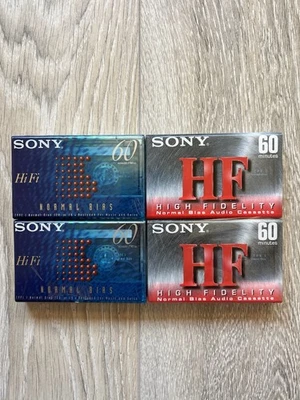 SONY
60
HiFi
NORMAL BIAS
SONY
60
minutes
HF
HIGH FIDELITY
Normal Bias Audio Cassette
SONY
60
HiFi
NORMAL BIAS
SONY
60
minutes
HF
HIGH FIDELITY
Normal Bias Audio Cassette